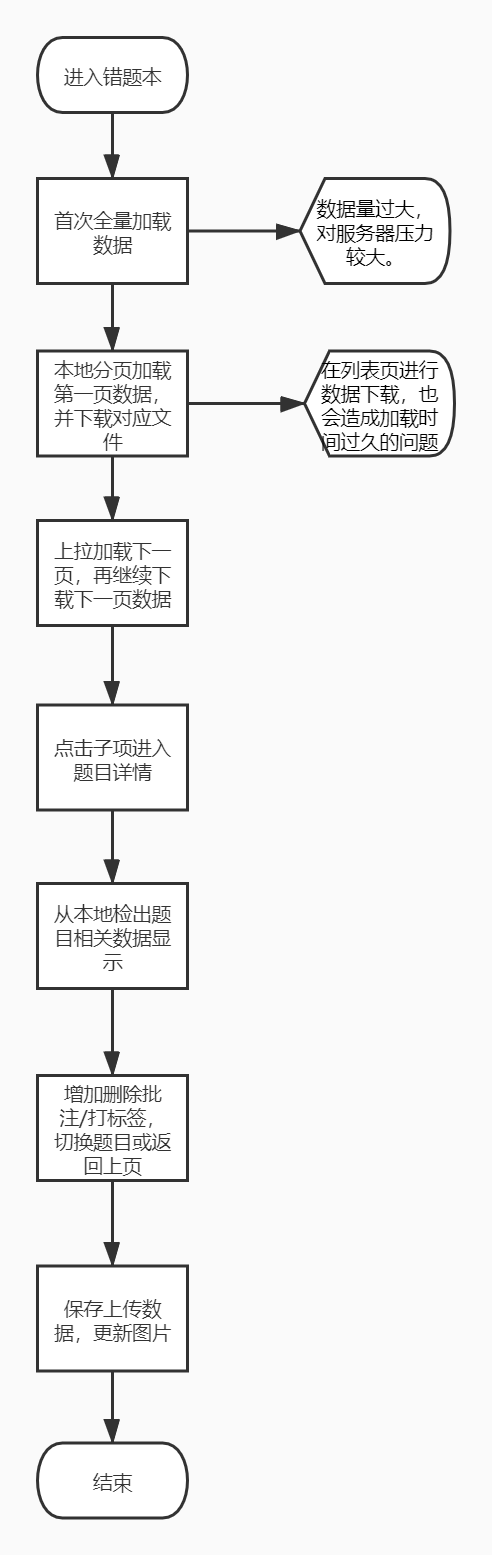 进入错题本
首次全量加载
数据
数据量过大，
对服务器压力
较大。
本地分页加载
第一页数据，
并下载对应文
件
在列表页进行
数据下载，也
会造成加载时
间过久的问题
上拉加载下一
页，再继续下
载下一页数据
点击子项进入
题目详情
从本地检出题
目相关数据显
示
增加删除批
注/打标签，
切换题目或返
回上页
保存上传数
据，更新图片
结束